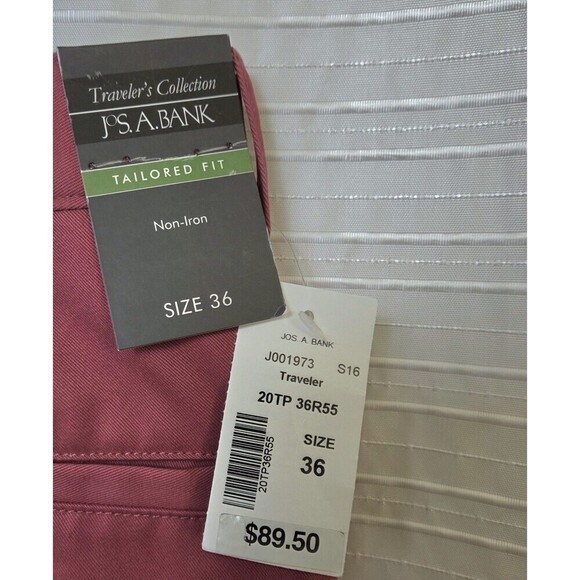 Traveler's Collection
JOS. A. BANK
TAILORED FIT
Non-Iron
SIZE 36
JOS. A. BANK
J001973 S16
Traveler
20TP 36R55
SIZE
36
20TP36R55
$89.50